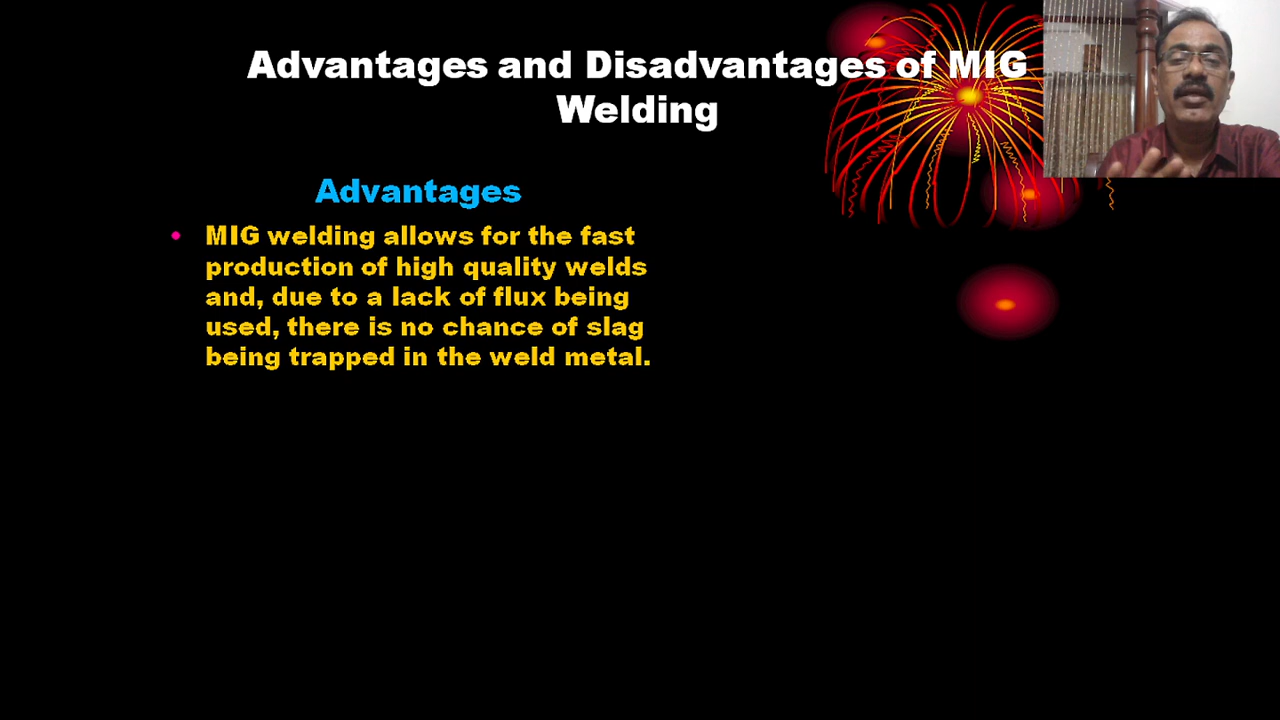 Advantages and Disadvantages of MIG
Welding
Advantages
• MIG welding allows for the fast
production of high quality welds
and, due to a lack of flux being
used, there is no chance of slag
being trapped in the weld metal.